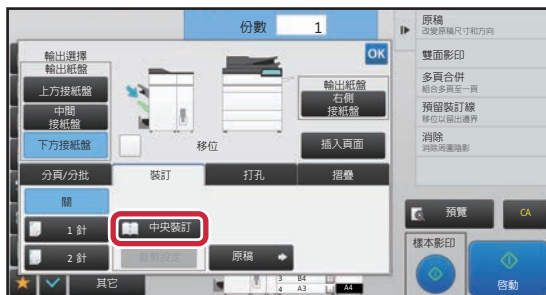 份數 1
原稿
改變原稿尺寸和方向
雙面影印
多頁合併
組合多頁至一頁
預留裝訂線
移位以留出邊界
消除
消除周圍陰影
輸出選擇
輸出紙盤
上方接紙盤
中間
接紙盤
下方接紙盤
OK
輸出紙盤
右側
接紙盤
移位
插入頁面
分頁/分批
裝訂
打孔
摺疊
關
1 針
2 針
中央裝訂
原稿
預覽
CA
樣本影印
啓動
其它
3 B4
4 A3
A4